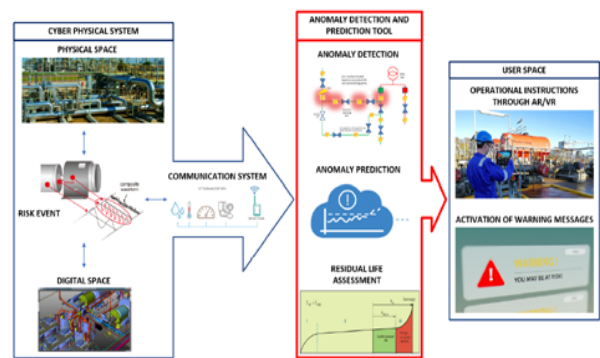 CYBER PHYSICAL SYSTEM
PHYSICAL SPACE
RISK EVENT
DIGITAL SPACE
COMMUNICATION SYSTEM
ANOMALY DETECTION AND
PREDICTION TOOL
ANOMALY DETECTION
ANOMALY PREDICTION
RESIDUAL LIFE
ASSESSMENT
USER SPACE
OPERATIONAL INSTRUCTIONS
THROUGH AR/VR
ACTIVATION OF WARNING MESSAGES
WARNING!
YOU MAY BE AT RISK!